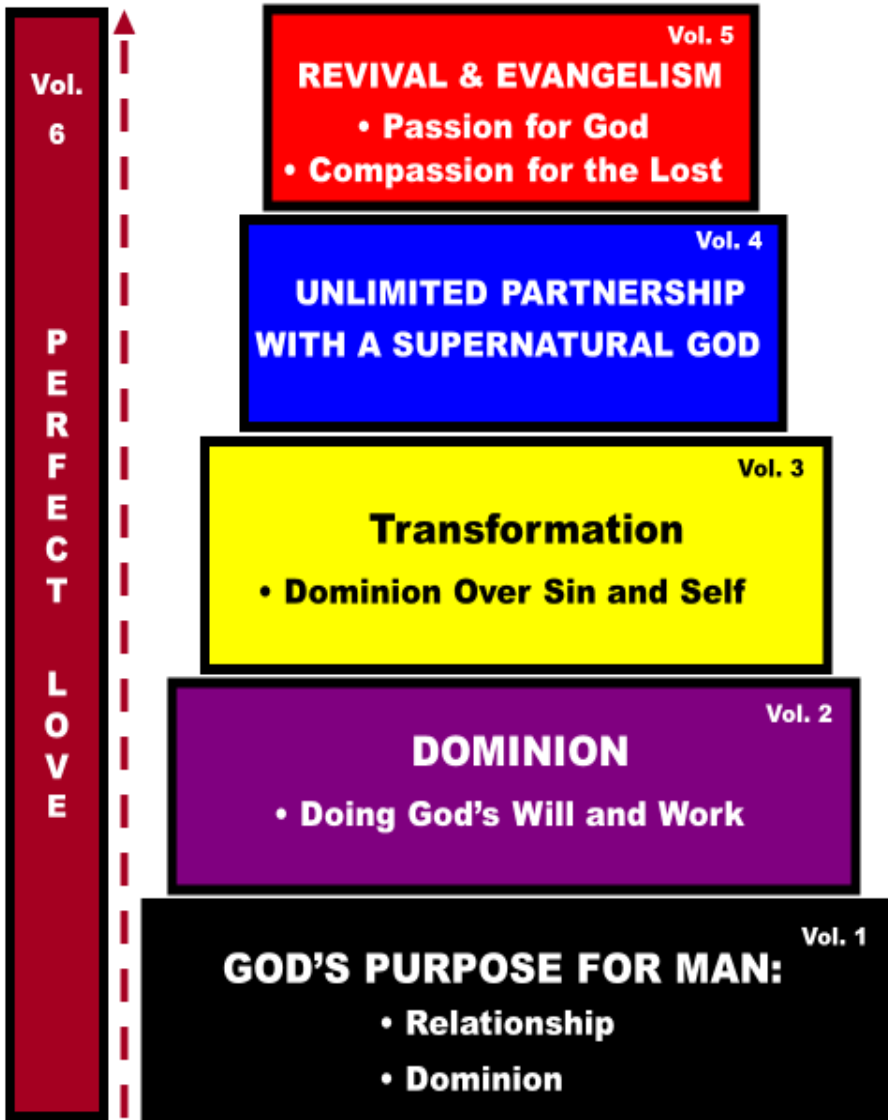 Vol.
6
PERFECT LOVE
Vol. 5
REVIVAL & EVANGELISM
• Passion for God
• Compassion for the Lost
Vol. 4
UNLIMITED PARTNERSHIP
WITH A SUPERNATURAL GOD
Vol. 3
Transformation
• Dominion Over Sin and Self
Vol. 2
DOMINION
• Doing God's Will and Work
Vol. 1
GOD'S PURPOSE FOR MAN:
• Relationship
• Dominion